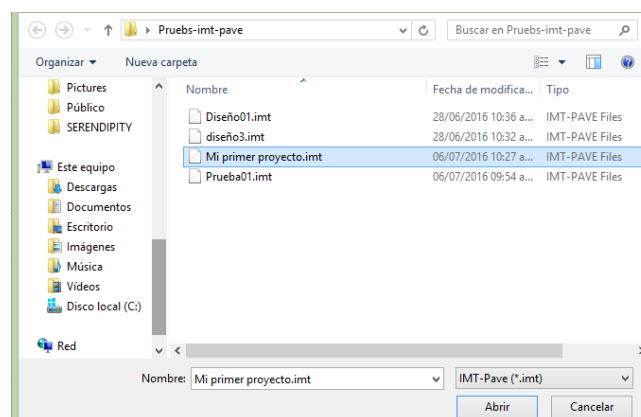 Pruebs-imt-pave
Buscar en Pruebs-imt-pave
Organizar
Nueva carpeta
Pictures
Público
SERENDIPITY
Este equipo
Descargas
Documentos
Escritorio
Imágenes
Música
Vídeos
Disco local (C:)
Red
Nombre Fecha de modifica... Tipo
Diseño01.imt 28/06/2016 10:36 a... IMT-PAVE Files
diseño3.imt 28/06/2016 10:32 a... IMT-PAVE Files
Mi primer proyecto.imt 06/07/2016 10:27 a... IMT-PAVE Files
Prueba01.imt 06/07/2016 09:54 a... IMT-PAVE Files
Nombre: Mi primer proyecto.imt IMT-Pave (*.imt)
Abrir Cancelar